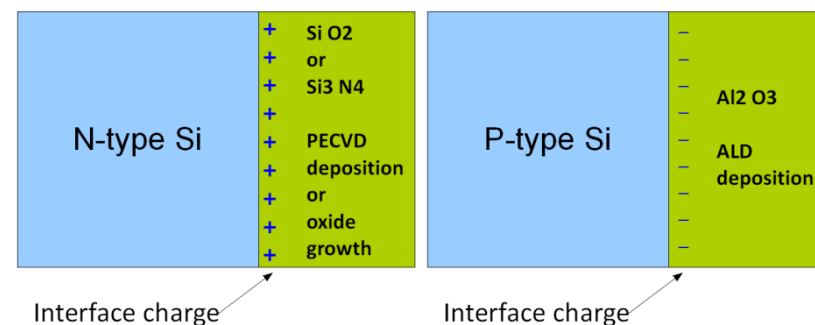 N-type Si
+
+
+
+
+
+
+
+
+
Si O2
or
Si3 N4
PECVD
deposition
or
oxide
growth
Interface charge
P-type Si
–
–
–
–
–
–
–
–
–
Al2 O3
ALD
deposition
Interface charge